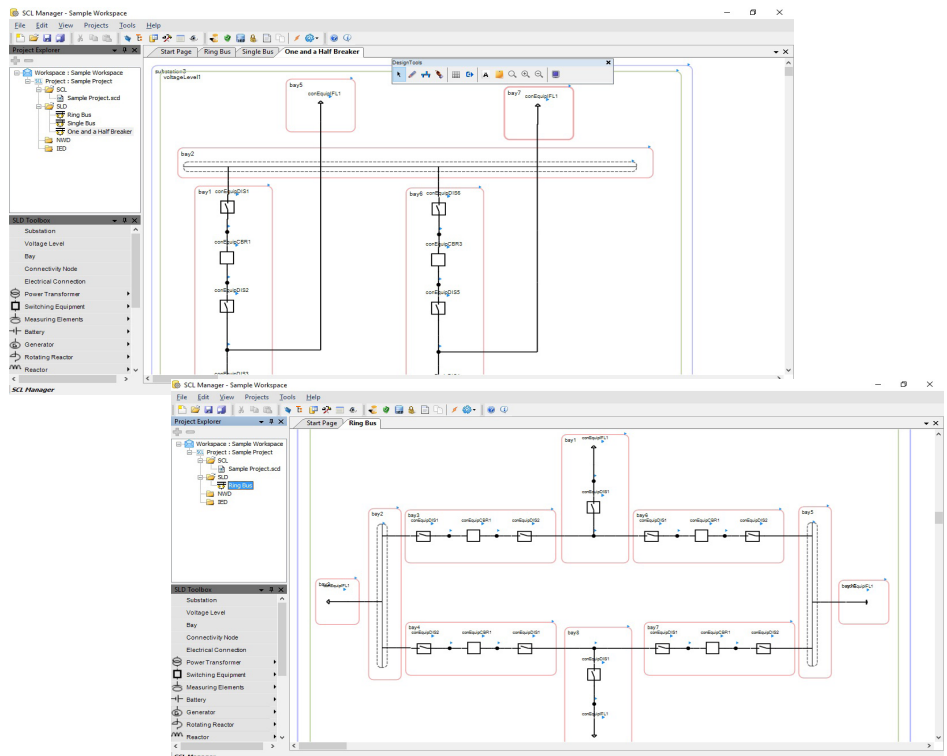 SCL Manager - Sample Workspace
File Edit View Projects Tools Help
Project Explorer
Start Page Ring Bus Single Bus One and a Half Breaker
Workspace : Sample Workspace
Project : Sample Project
SCL
Sample Project.scd
SLD
Ring Bus
Single Bus
One and a Half Breaker
NWD
IED
DesignTools
A
substation3
voltageLevel1
bay5
conEquipIFL1
bay7
conEquipIFL1
bay2
bay1 conEquipDIS1
conEquipCBR1
conEquipDIS2
bay6 conEquipDIS6
conEquipCBR3
conEquipDIS5
SLD Toolbox
Substation
Voltage Level
Bay
Connectivity Node
Electrical Connection
Power Transformer
Switching Equipment
Measuring Elements
Battery
Generator
Rotating Reactor
Reactor
SCL Manager
SCL Manager - Sample Workspace
File Edit View Projects Tools Help
Project Explorer
Start Page Ring Bus
Workspace : Sample Workspace
Project : Sample Project
SCL
Sample Project.scd
SLD
Ring Bus
NWD
IED
bay1 conEquipIFL1
conEquipDIS1
bay2
bay3
conEquipDIS1 conEquipCBR1 conEquipDIS2
bay6
conEquipDIS1 conEquipCBR1 conEquipDIS2
bay5
bay4
conEquipDIS2 conEquipCBR1 conEquipDIS1
bay8
conEquipDIS1
conEquipIFL1
bay7
conEquipDIS1 conEquipCBR1 conEquipDIS2
SLD Toolbox
Substation
Voltage Level
Bay
Connectivity Node
Electrical Connection
Power Transformer
Switching Equipment
Measuring Elements
Battery
Generator
Rotating Reactor
Reactor